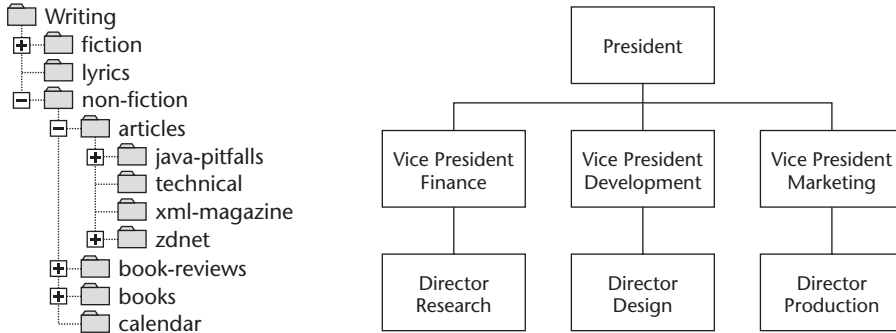 Writing
fiction
lyrics
non-fiction
articles
java-pitfalls
technical
xml-magazine
zdnet
book-reviews
books
calendar
President
Vice President
Finance
Vice President
Development
Vice President
Marketing
Director
Research
Director
Design
Director
Production